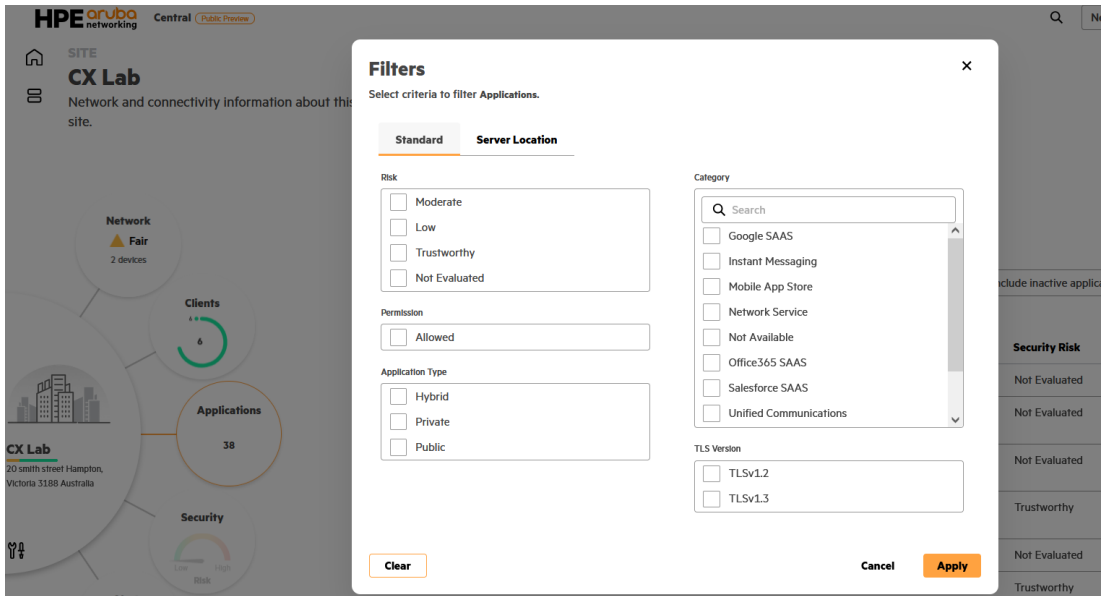 HPE aruba networking Central Public Preview
SITE
CX Lab
Network and connectivity information about this
site.
Network
Fair
2 devices
Clients
4
6
Applications
38
CX Lab
20 smith street Hampton,
Victoria 3188 Australia
Security
Low High
Risk
Filters
Select criteria to filter Applications.
Standard Server Location
Risk
Moderate
Low
Trustworthy
Not Evaluated
Permission
Allowed
Application Type
Hybrid
Private
Public
Category
Search
Google SAAS
Instant Messaging
Mobile App Store
Network Service
Not Available
Office365 SAAS
Salesforce SAAS
Unified Communications
TLS Version
TLSv1.2
TLSv1.3
Clear Cancel Apply
inactive
Security Risk
Not Evaluated
Not Evaluated
Not Evaluated
Trustworthy
Not Evaluated
Trustworthy